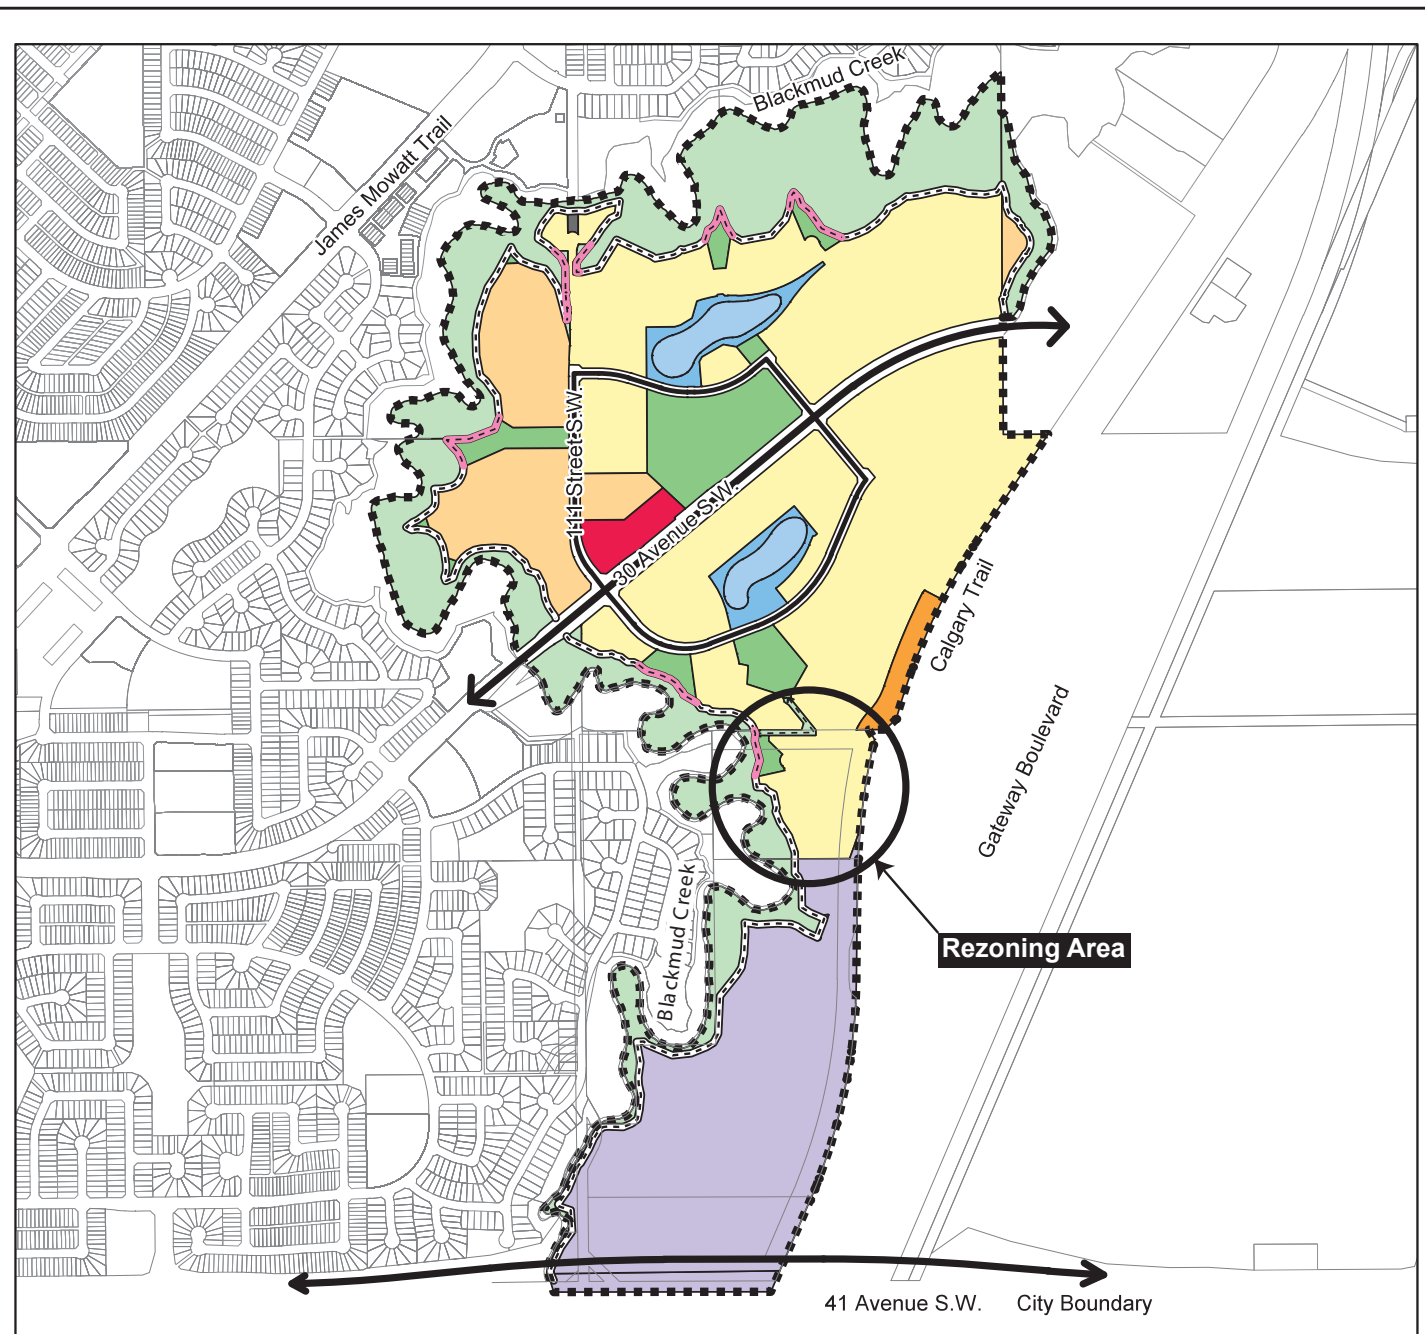 Blackmud Creek
James Mowatt Trail
111 Street S.W.
30 Avenue S.W.
Calgary Trail
Gateway Boulevard
Blackmud Creek
Rezoning Area
41 Avenue S.W.
City Boundary